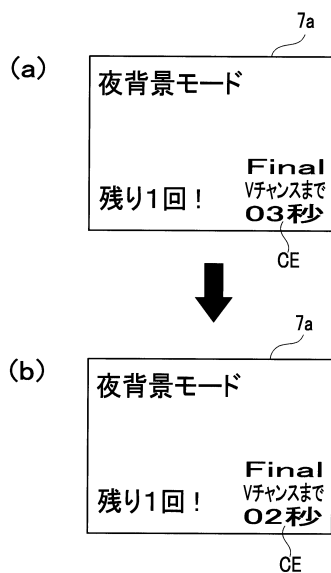 7a
(a)
夜背景モード
Final
Vチャンスまで
残り1回！
03秒
CE
7a
(b)
夜背景モード
Final
Vチャンスまで
残り1回！
02秒
CE